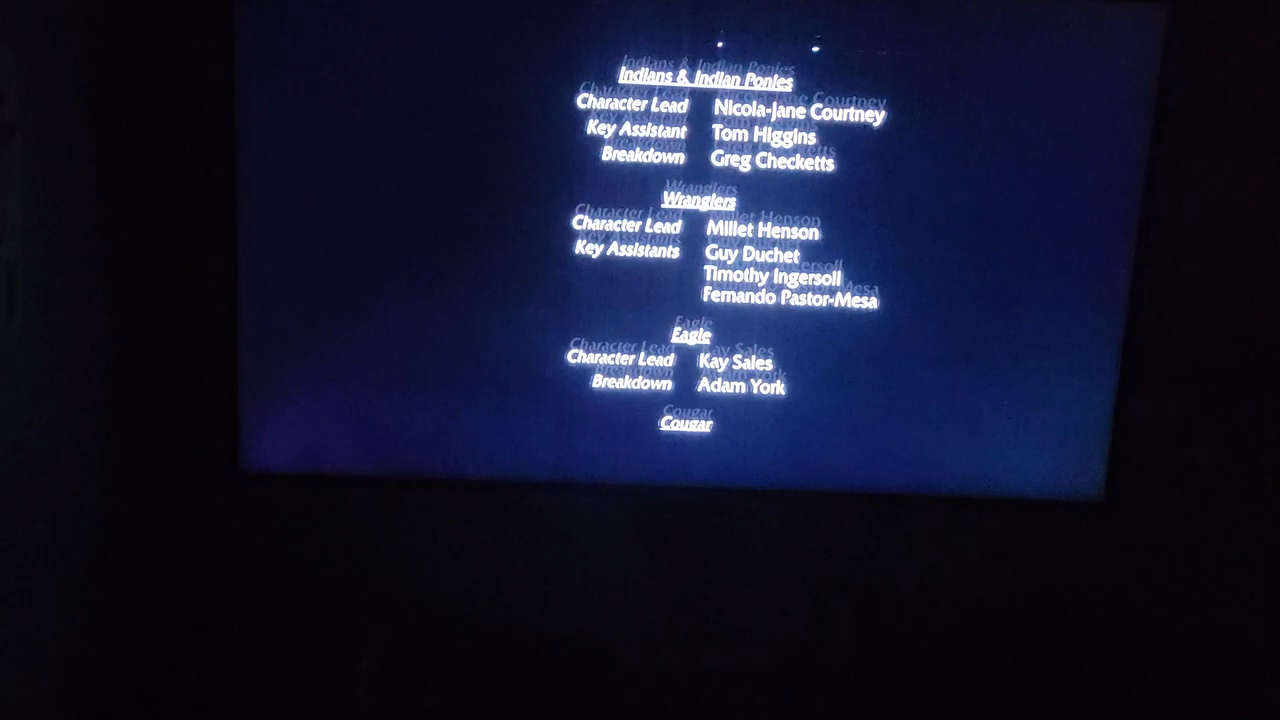 Indians & Indian Ponies
Character Lead Nicola-Jane Courtney
Key Assistant Tom Higgins
Breakdown Greg Checketts
Wranglers
Character Lead Millet Henson
Key Assistants Guy Duchet
Timothy Ingersoll
Fernando Pastor-Mesa
Eagle
Character Lead Kay Sales
Breakdown Adam York
Cougar